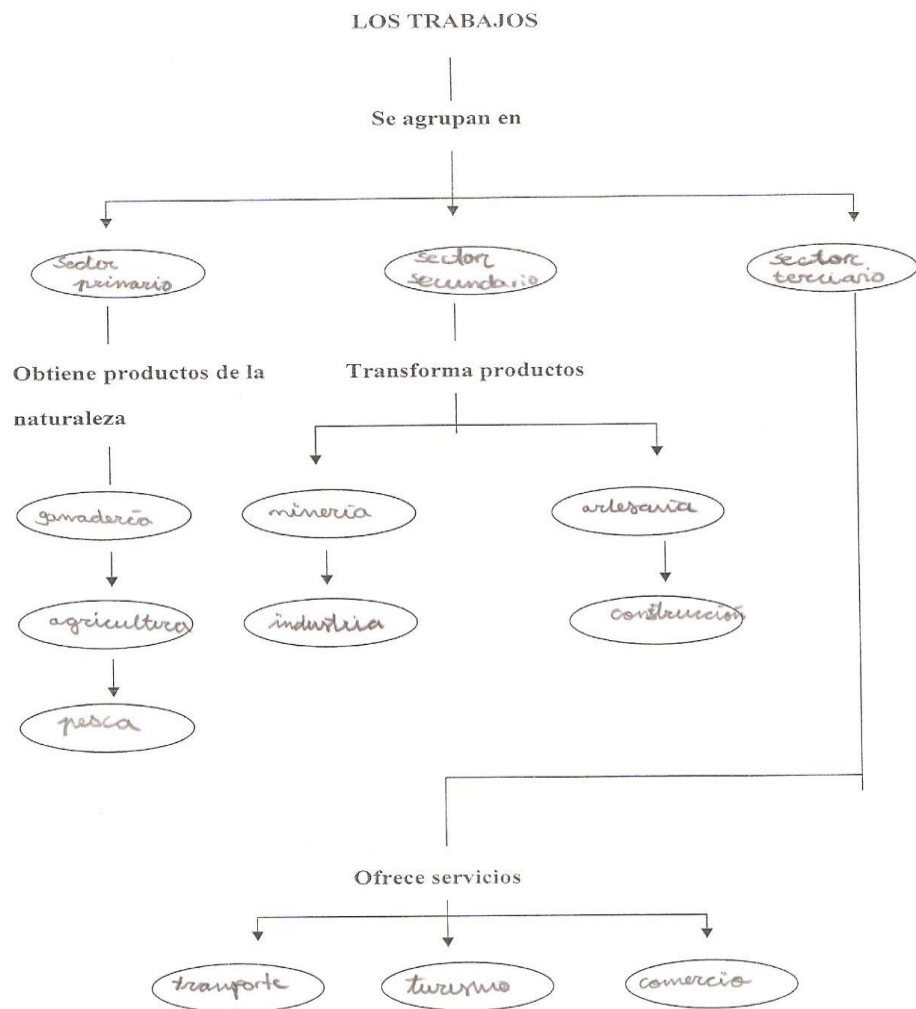 LOS TRABAJOS
Se agrupan en
sector
primario
sector
secundario
sector
terciario
Obtiene productos de la
naturaleza
Transforma productos
ganadería
minería
artesanía
agricultura
industria
construcción
pesca
Ofrece servicios
tranporte
turismo
comercio